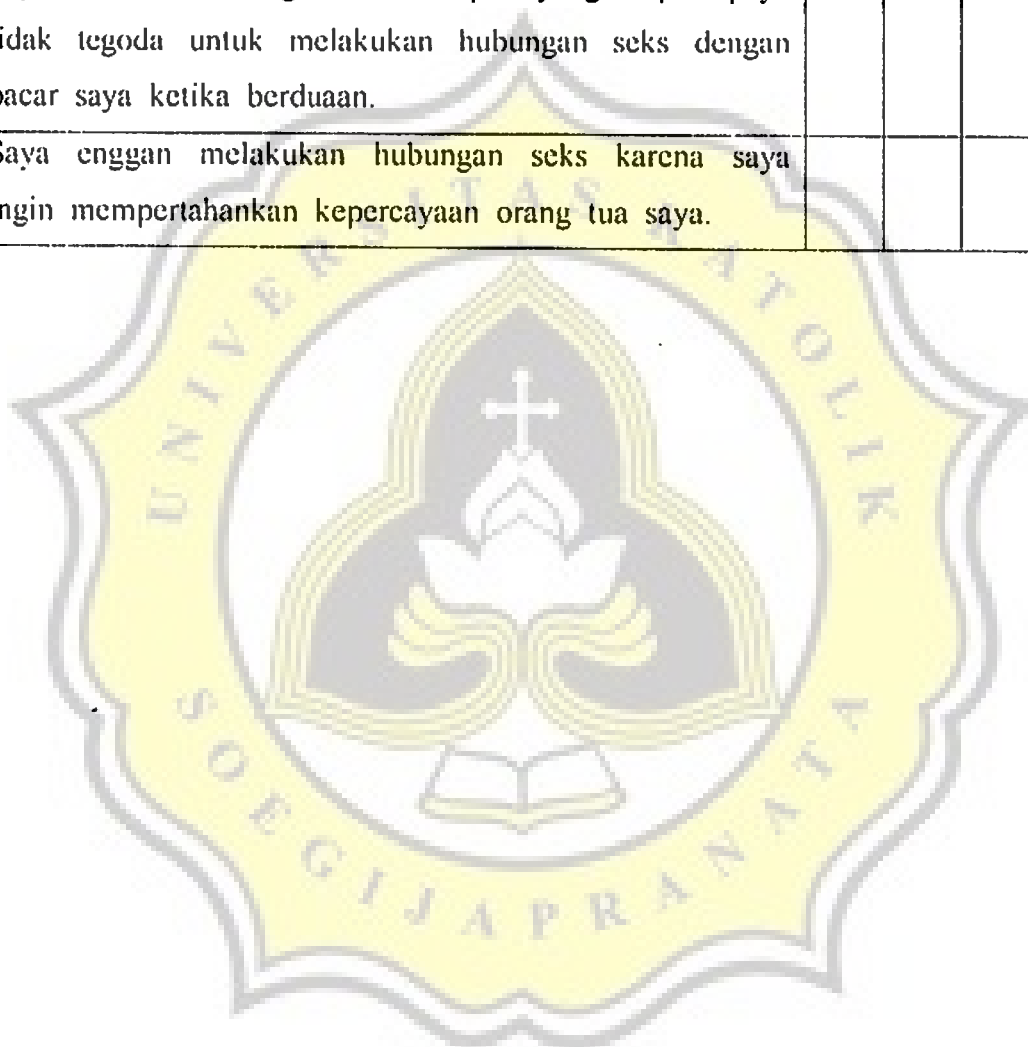 tidak tegoda untuk melakukan hubungan seks dengan
pacar saya ketika berduaan.
Saya enggan melakukan hubungan seks karena saya
ingin mempertahankan kepercayaan orang tua saya.
UNIVERSITAS KATOLIK
SOEGIJAPRANATA